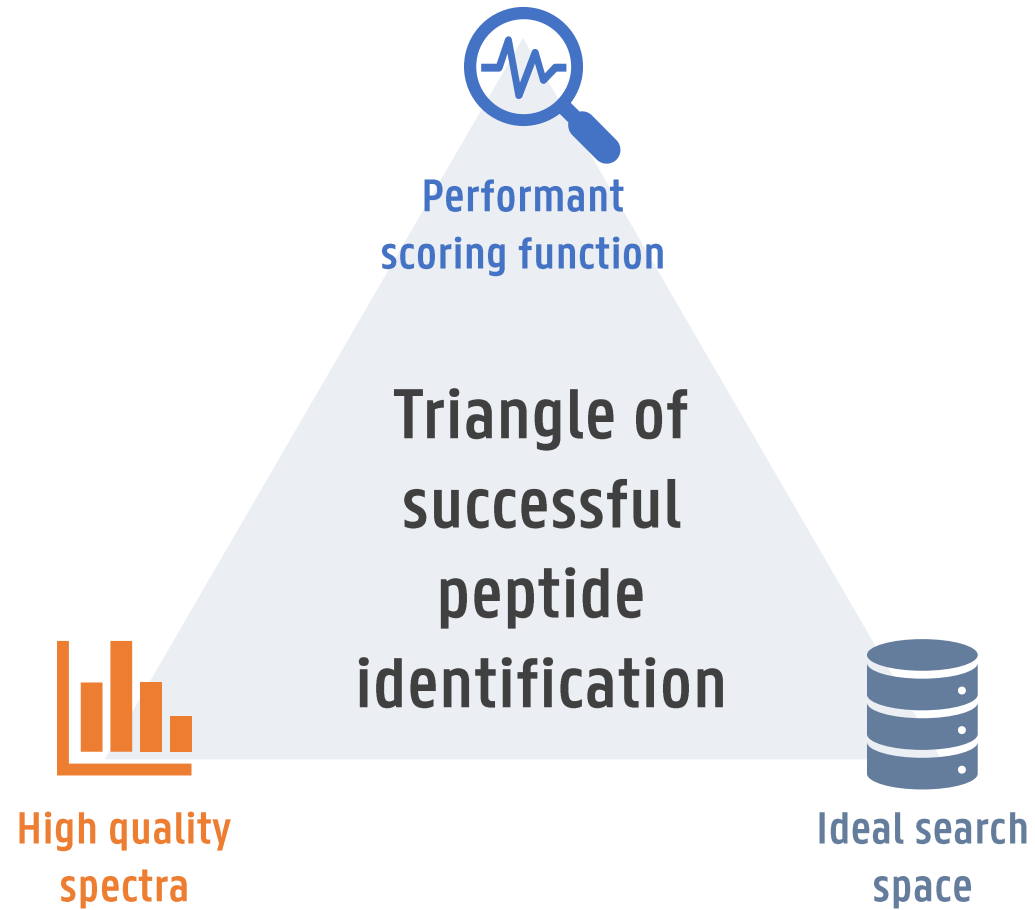 Performant
scoring function
Triangle of
successful
peptide
identification
High quality
spectra
Ideal search
space